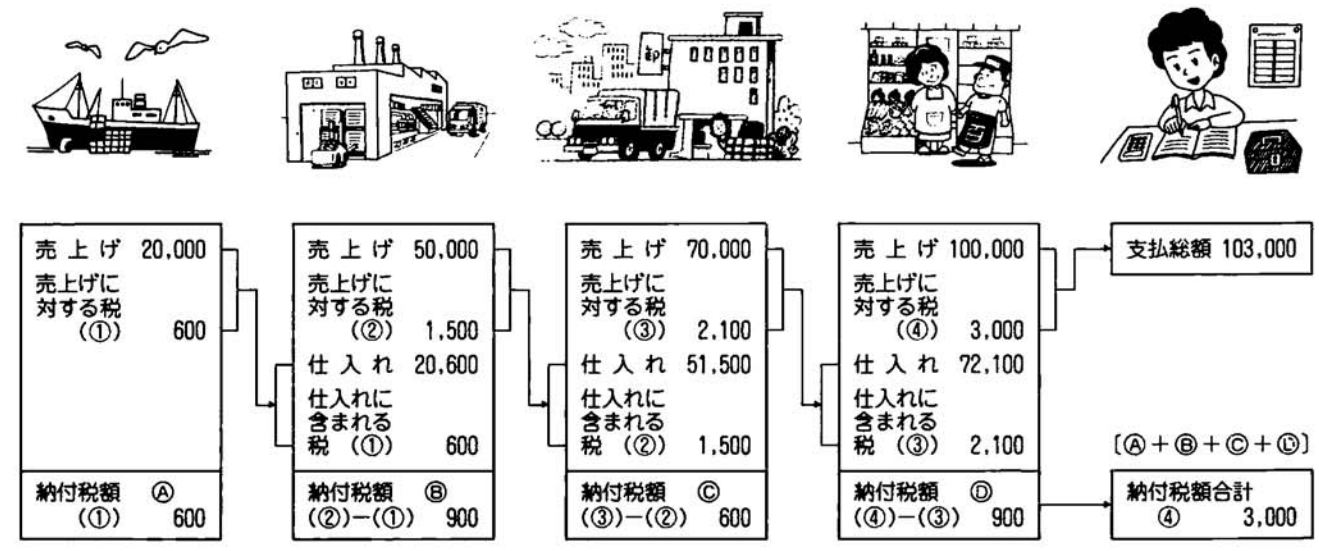 卸
売上げ 20,000
売上げに
対する税
(①) 600
納付税額 Ⓐ
(①) 600
売上げ 50,000
売上げに
対する税
(②) 1,500
仕入れ 20,600
仕入れに
含まれる
税 (①) 600
納付税額 Ⓑ
(②)−(①) 900
売上げ 70,000
売上げに
対する税
(③) 2,100
仕入れ 51,500
仕入れに
含まれる
税 (②) 1,500
納付税額 Ⓒ
(③)−(②) 600
売上げ 100,000
売上げに
対する税
(④) 3,000
仕入れ 72,100
仕入れに
含まれる
税 (③) 2,100
納付税額 Ⓓ
(④)−(③) 900
支払総額 103,000
[Ⓐ+Ⓑ+Ⓒ+Ⓓ]
納付税額合計
④ 3,000